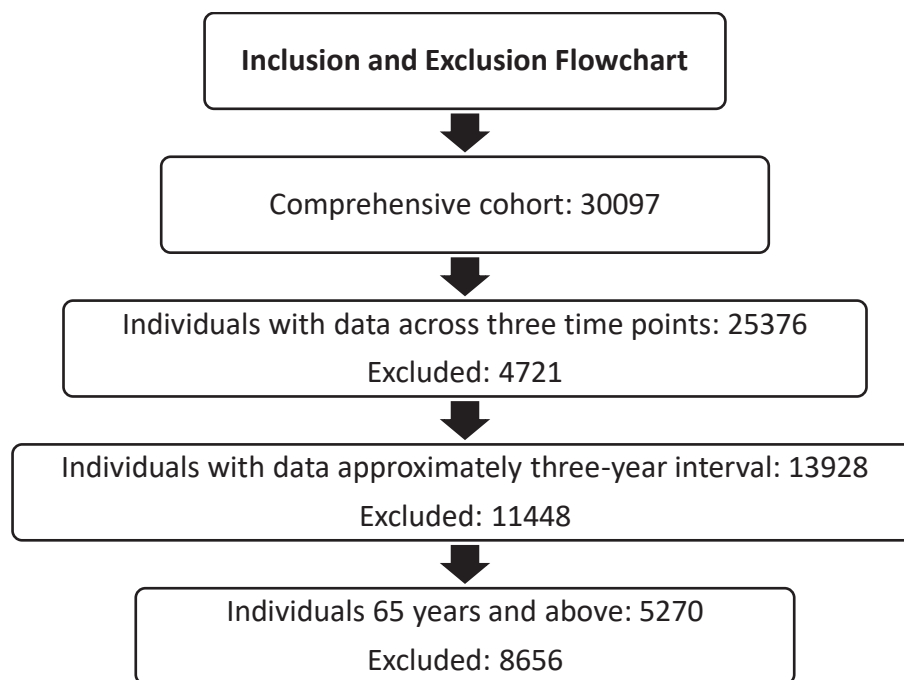 Inclusion and Exclusion Flowchart
Comprehensive cohort: 30097
Individuals with data across three time points: 25376
Excluded: 4721
Individuals with data approximately three-year interval: 13928
Excluded: 11448
Individuals 65 years and above: 5270
Excluded: 8656